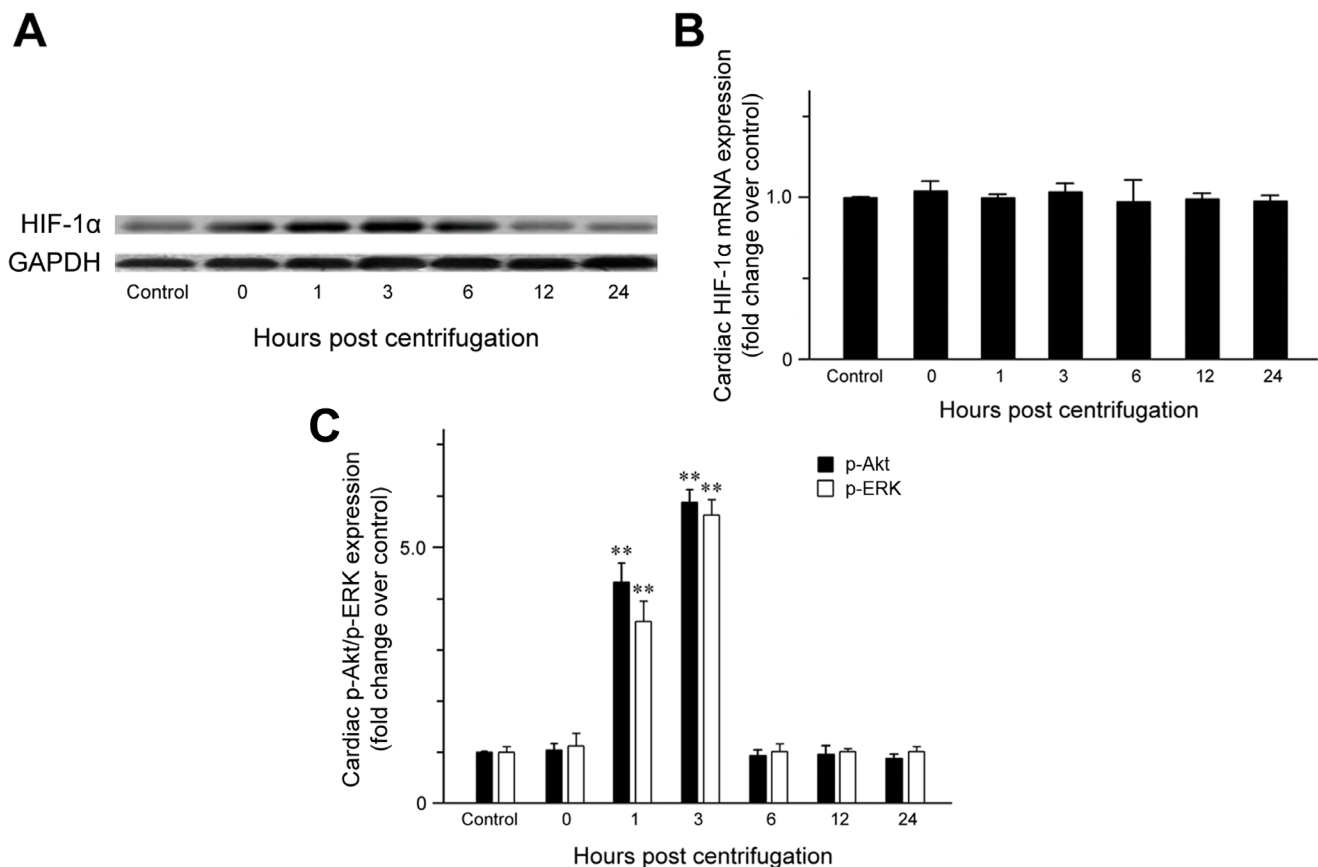 A
HIF-1α
GAPDH
Control 0 1 3 6 12 24
Hours post centrifugation
B
Cardiac HIF-1α mRNA expression
(fold change over control)
1.0
0
Control 0 1 3 6 12 24
Hours post centrifugation
C
Cardiac p-Akt/p-ERK expression
(fold change over control)
5.0
0
** ** ** **
p-Akt
p-ERK
Control 0 1 3 6 12 24
Hours post centrifugation